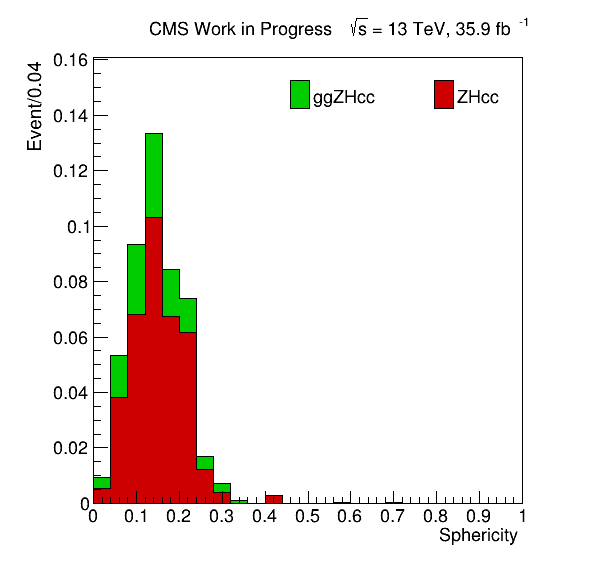 CMS Work in Progress √s = 13 TeV, 35.9 fb -1
Event/0.04
0.16
0.14
0.12
0.1
0.08
0.06
0.04
0.02
0
ggZHcc ZHcc
0 0.1 0.2 0.3 0.4 0.5 0.6 0.7 0.8 0.9 1
Sphericity